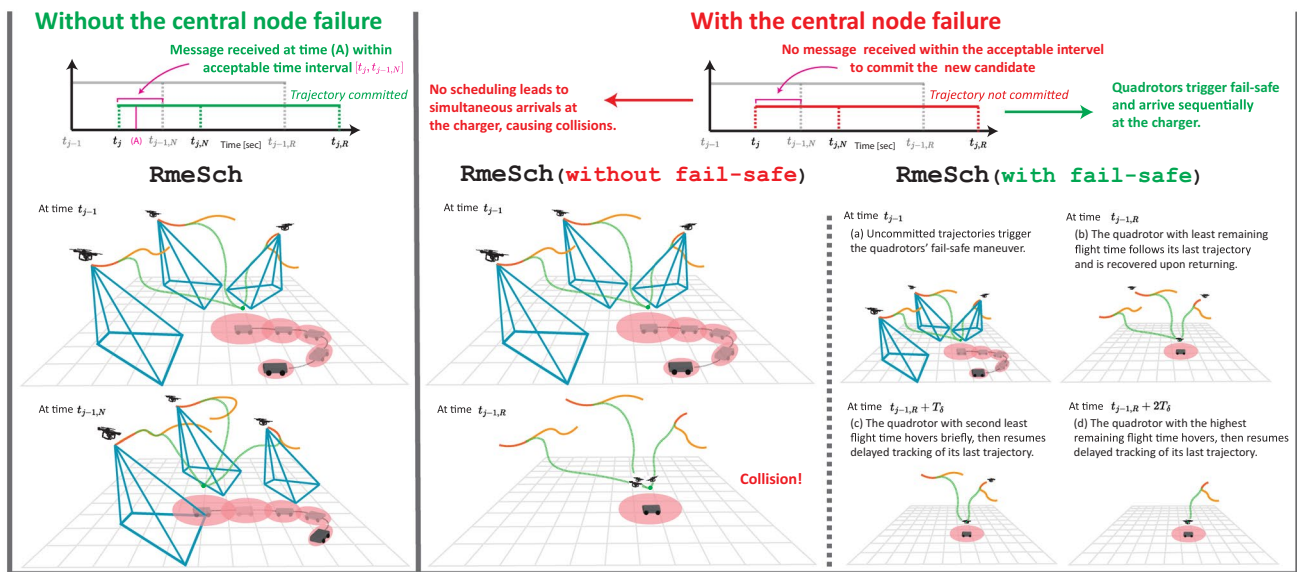 Without the central node failure
Message received at time (A) within
acceptable time interval [t_j, t_{j-1,N}]
Trajectory committed
t_{j-1}
t_j
(A)
t_{j-1,N}
t_{j,N}
Time [sec]
t_{j-1,R}
t_{j,R}
RmeSch
At time t_{j-1}
At time t_{j-1,N}
With the central node failure
No message received within the acceptable intervel
to commit the new candidate
No scheduling leads to
simultaneous arrivals at
the charger, causing collisions.
Trajectory not committed
Quadrotors trigger fail-safe
and arrive sequentially
at the charger.
t_{j-1}
t_j
t_{j-1,N}
t_{j,N}
Time [sec]
t_{j-1,R}
t_{j,R}
RmeSch(without fail-safe)
At time t_{j-1}
At time t_{j-1,R}
Collision!
RmeSch(with fail-safe)
At time t_{j-1}
(a) Uncommitted trajectories trigger
the quadrotors' fail-safe maneuver.
At time t_{j-1,R}
(b) The quadrotor with least remaining
flight time follows its last trajectory
and is recovered upon returning.
At time t_{j-1,R} + T_δ
(c) The quadrotor with second least
flight time hovers briefly, then resumes
delayed tracking of its last trajectory.
At time t_{j-1,R} + 2T_δ
(d) The quadrotor with the highest
remaining flight time hovers, then resumes
delayed tracking of its last trajectory.